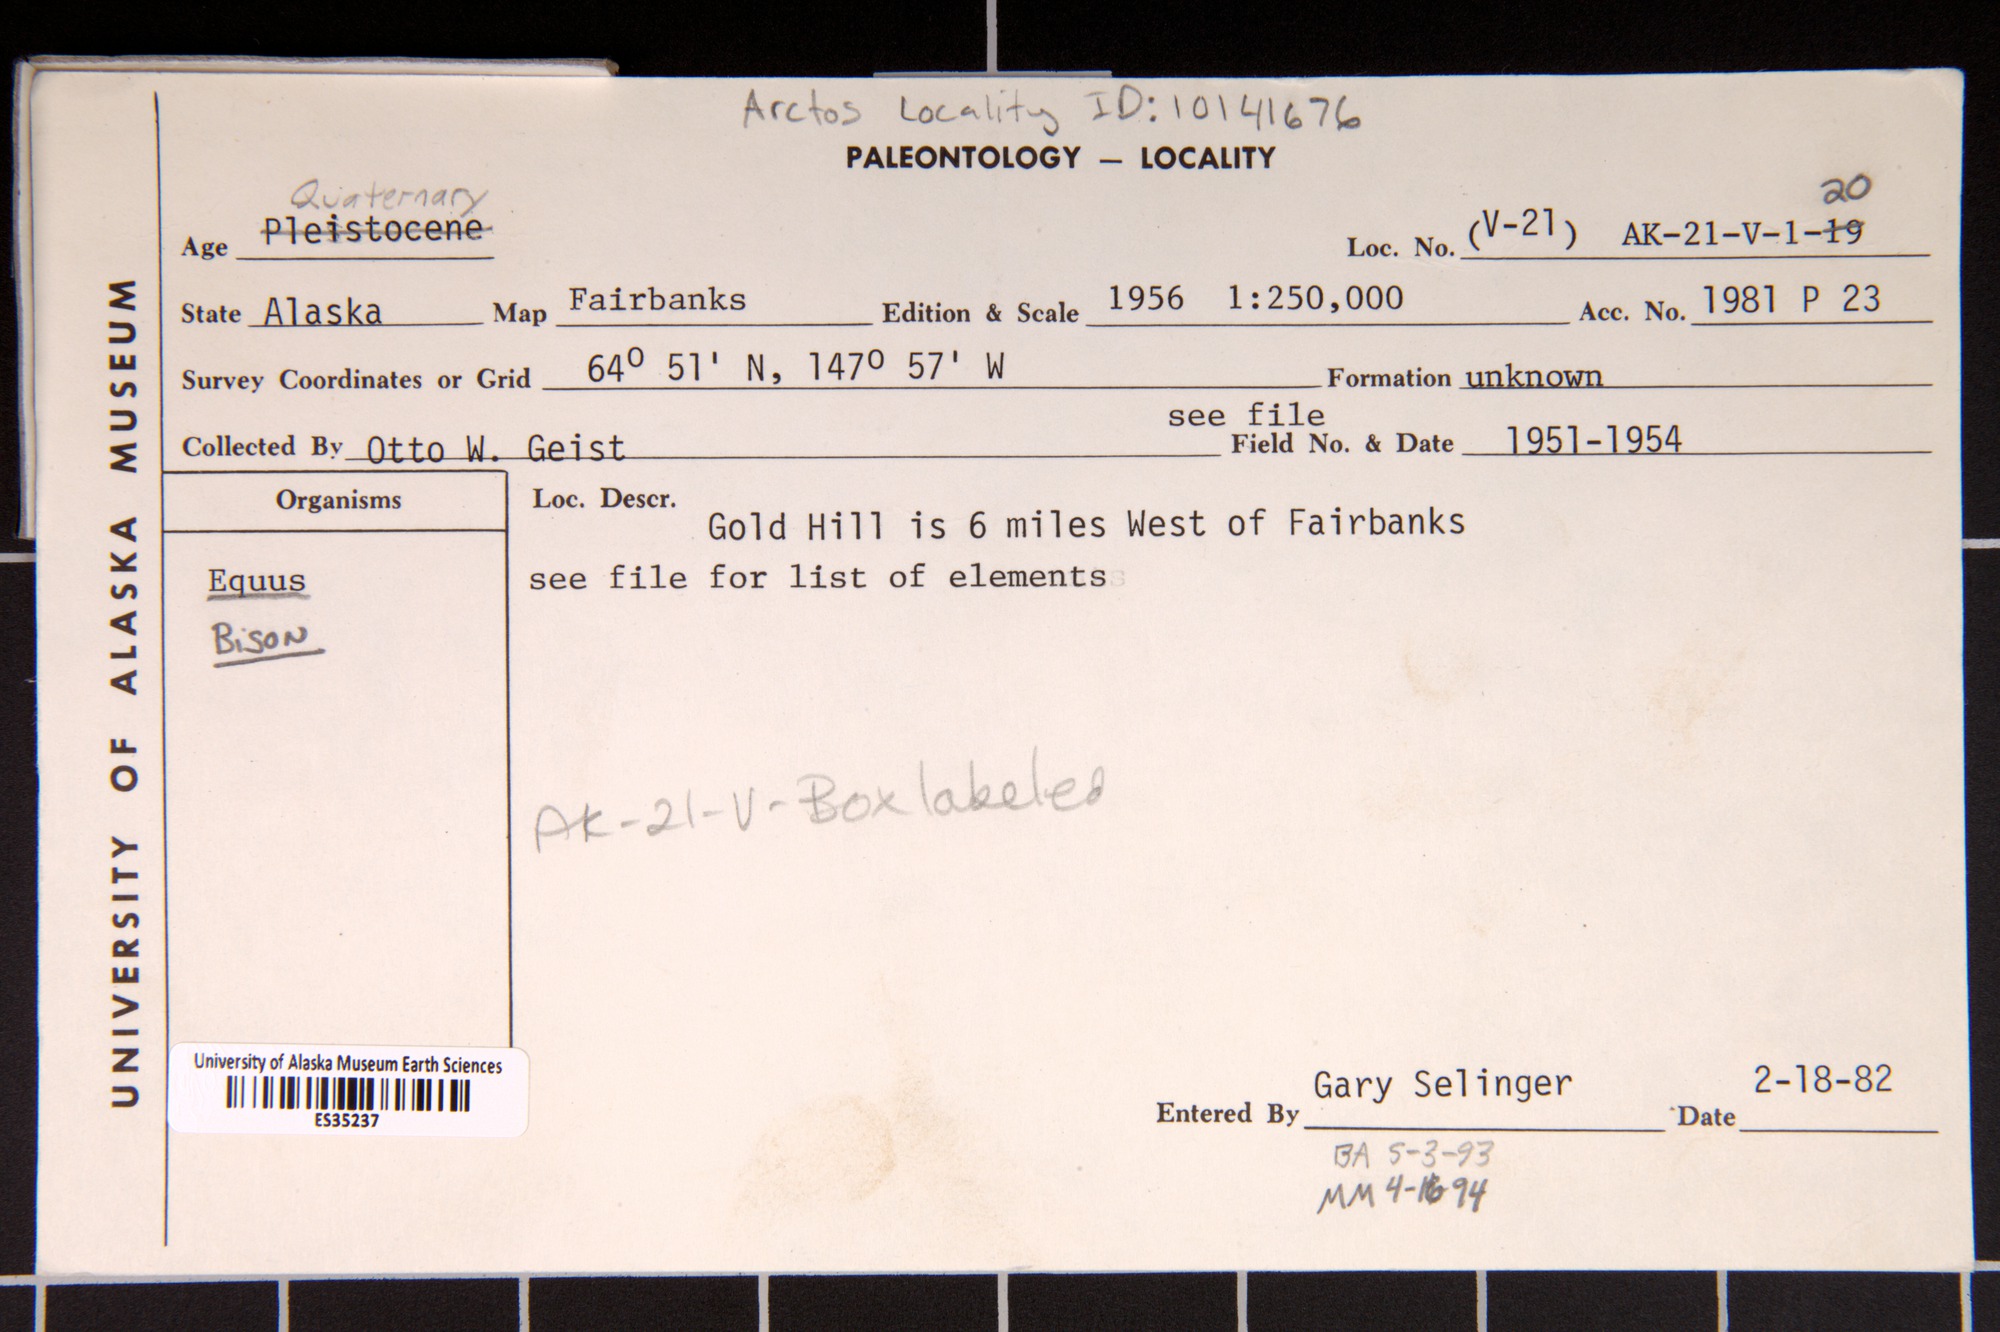 Arctos Locality ID: 10141676
PALEONTOLOGY — LOCALITY
Quaternary
20
Age Pleistocene
Loc. No. (V-21) AK-21-V-1-19
State Alaska Map Fairbanks Edition & Scale 1956 1:250,000 Acc. No. 1981 P 23
Survey Coordinates or Grid 64º 51' N, 147º 57' W Formation unknown
see file
Collected By Otto W. Geist Field No. & Date 1951-1954
Organisms
Equus
Bison
Loc. Descr.
Gold Hill is 6 miles West of Fairbanks
see file for list of elements
AK-21-V-Box labeled
Entered By Gary Selinger Date 2-18-82
BA 5-3-93
MM 4-16 94
UNIVERSITY OF ALASKA MUSEUM
University of Alaska Museum Earth Sciences
ES35237